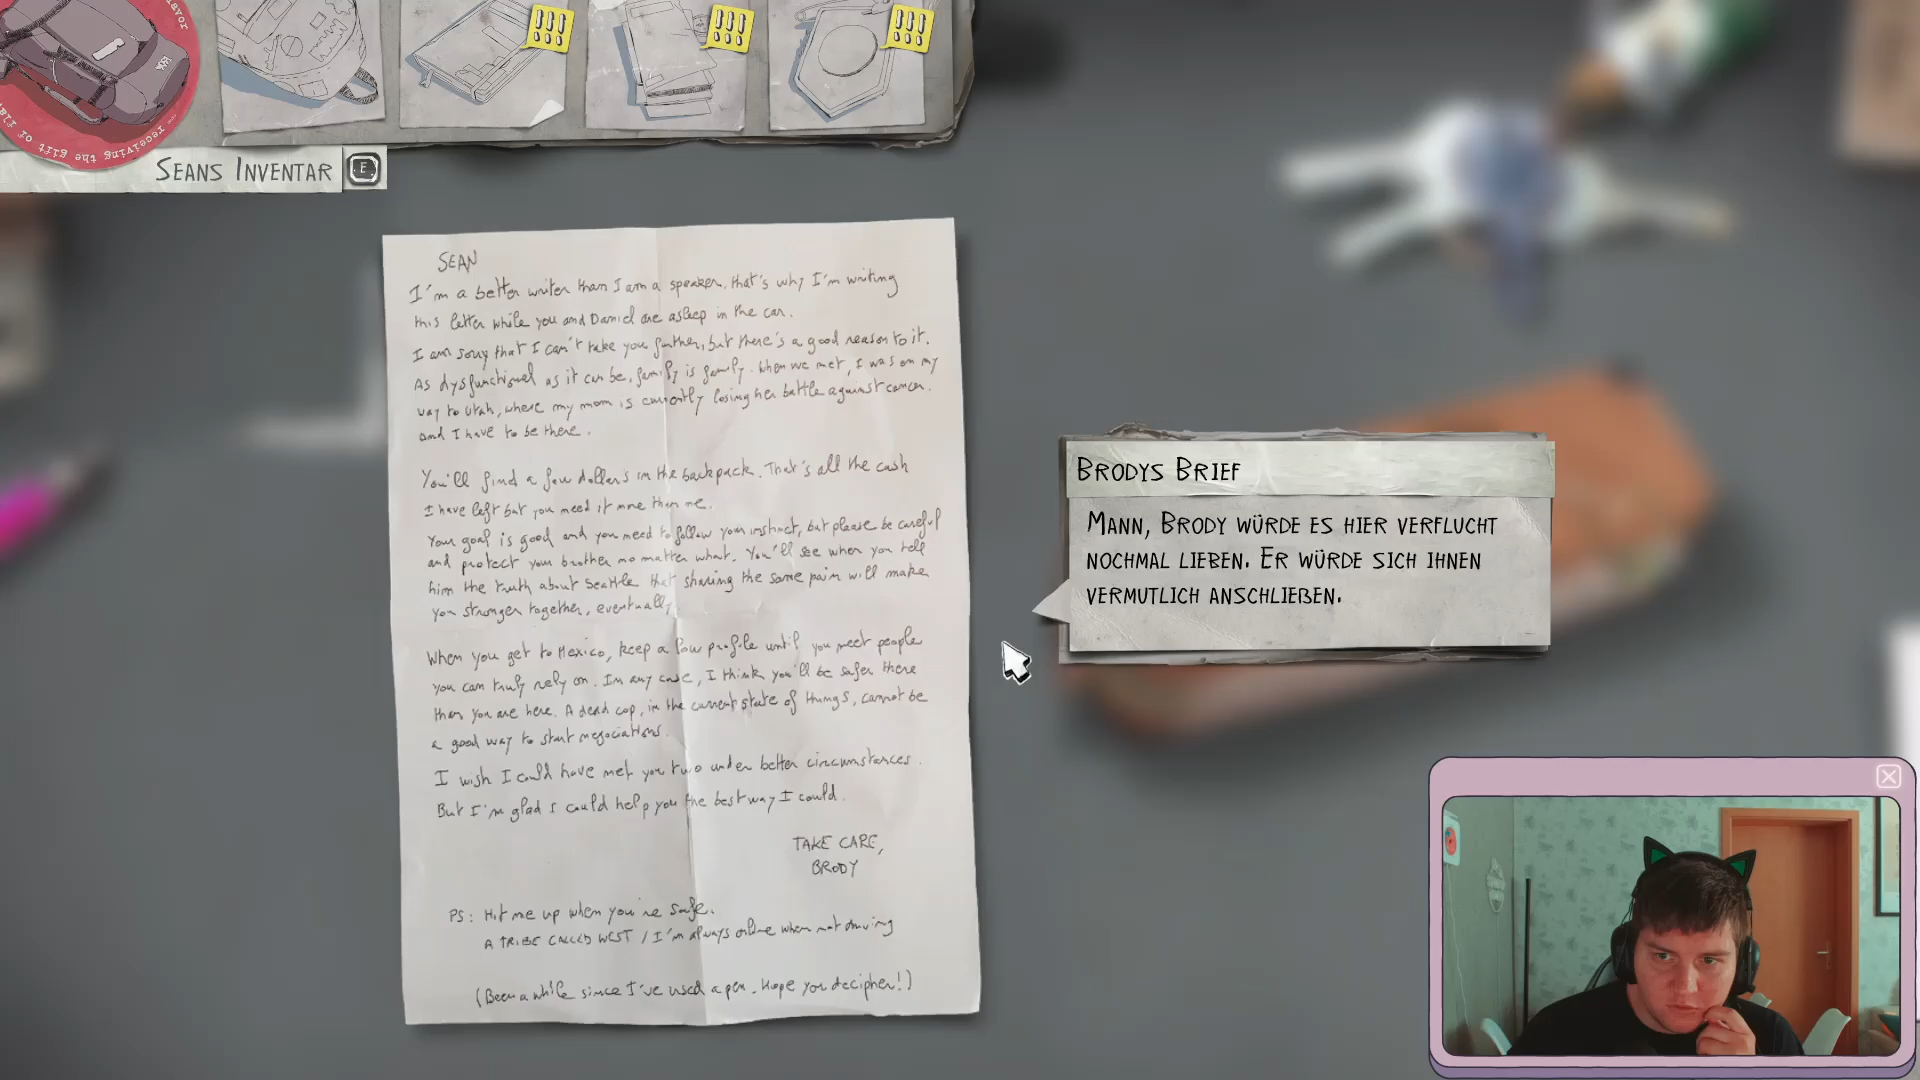 SEANS INVENTAR E
receiving the gift of flavor
SEAN
I'm a better writer than I am a speaker, that's why I'm writing
this letter while you and Daniel are asleep in the car.
I am sorry that I can't take you further, but there's a good reason to it.
As dysfunctional as it can be, family is family. When we met, I was on my
way to Utah, where my mom is currently losing her battle against cancer.
and I have to be there.
You'll find a few dollars in the backpack. That's all the cash
I have left but you need it more than me.
Your goal is good and you need to follow your instinct, but please be careful
and protect your brother no matter what. You'll see when you tell
him the truth about Seattle that sharing the same pain will make
you stronger together, eventually.
When you get to Mexico, keep a low profile until you meet people
you can truly rely on. In any case, I think you'll be safer there
than you are here. A dead cop, in the current state of things, cannot be
a good way to start negociations.
I wish I could have met you two under better circumstances.
But I'm glad I could help you the best way I could.
TAKE CARE,
BRODY
PS: Hit me up when you're safe.
A TRIBE CALLED WEST / I'm always online when not driving
(Been a while since I've used a pen. Hope you decipher!)
BRODYS BRIEF
MANN, BRODY WÜRDE ES HIER VERFLUCHT
NOCHMAL LIEBEN. ER WÜRDE SICH IHNEN
VERMUTLICH ANSCHLIEßEN.